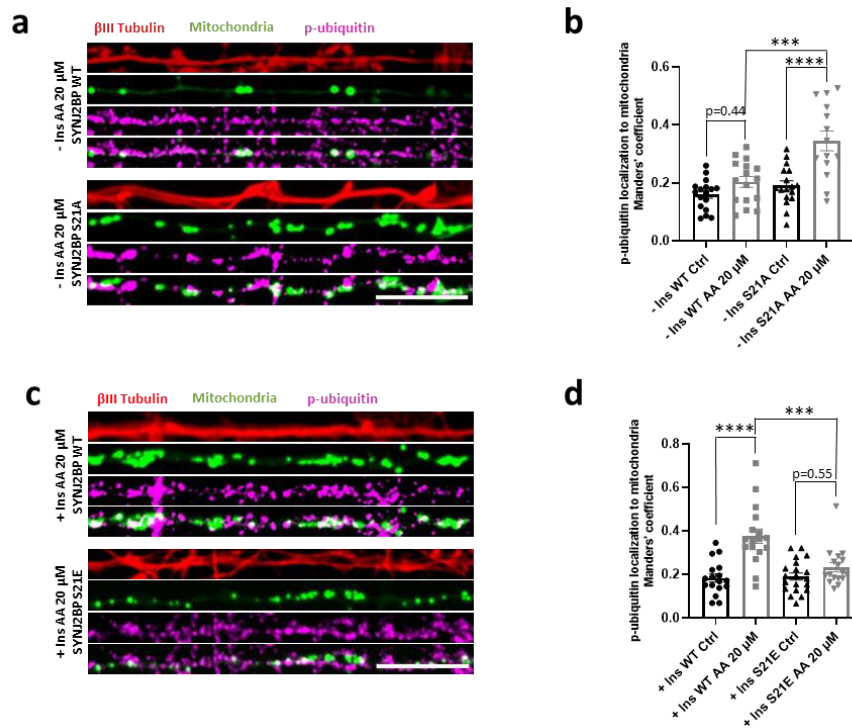 a
βIII Tubulin Mitochondria p-ubiquitin
- Ins AA 20 µM
SYNJ2BP WT
- Ins AA 20 µM
SYNJ2BP S21A
b
p-ubiquitin localization to mitochondria
Manders' coefficient
0.6
0.4
0.2
0.0
***
****
p=0.44
- Ins WT Ctrl
- Ins WT AA 20 µM
- Ins S21A Ctrl
- Ins S21A AA 20 µM
c
βIII Tubulin Mitochondria p-ubiquitin
+ Ins AA 20 µM
SYNJ2BP WT
+ Ins AA 20 µM
SYNJ2BP S21E
d
p-ubiquitin localization to mitochondria
Manders' coefficient
0.8
0.6
0.4
0.2
0.0
***
****
p=0.55
+ Ins WT Ctrl
+ Ins WT AA 20 µM
+ Ins S21E Ctrl
+ Ins S21E AA 20 µM